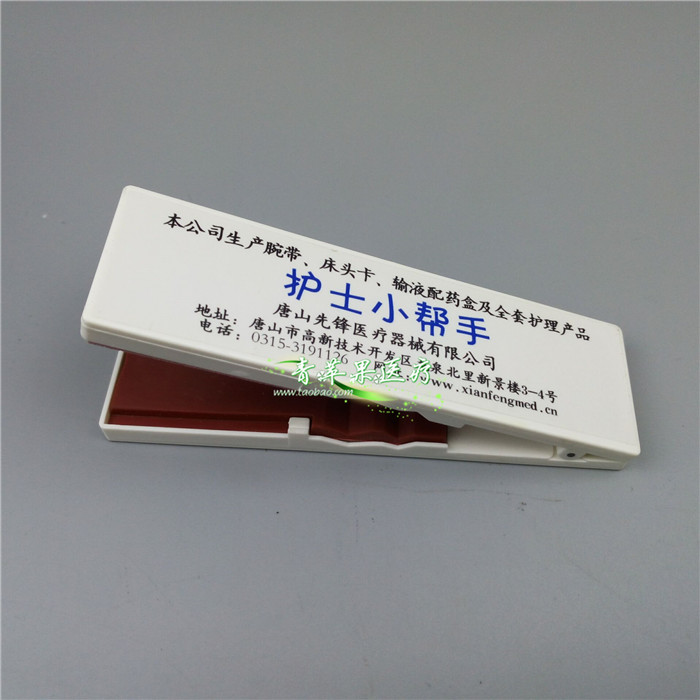 本公司生产腕带、床头卡、输液配药盒及全套护理产品
护士小帮手
唐山先锋医疗器械有限公司
地址：唐山市高新技术开发区 泉北里新景楼3-4号
电话：0315-3191126 www.xianfengmed.cn
青苹果医疗
www.taobao.com